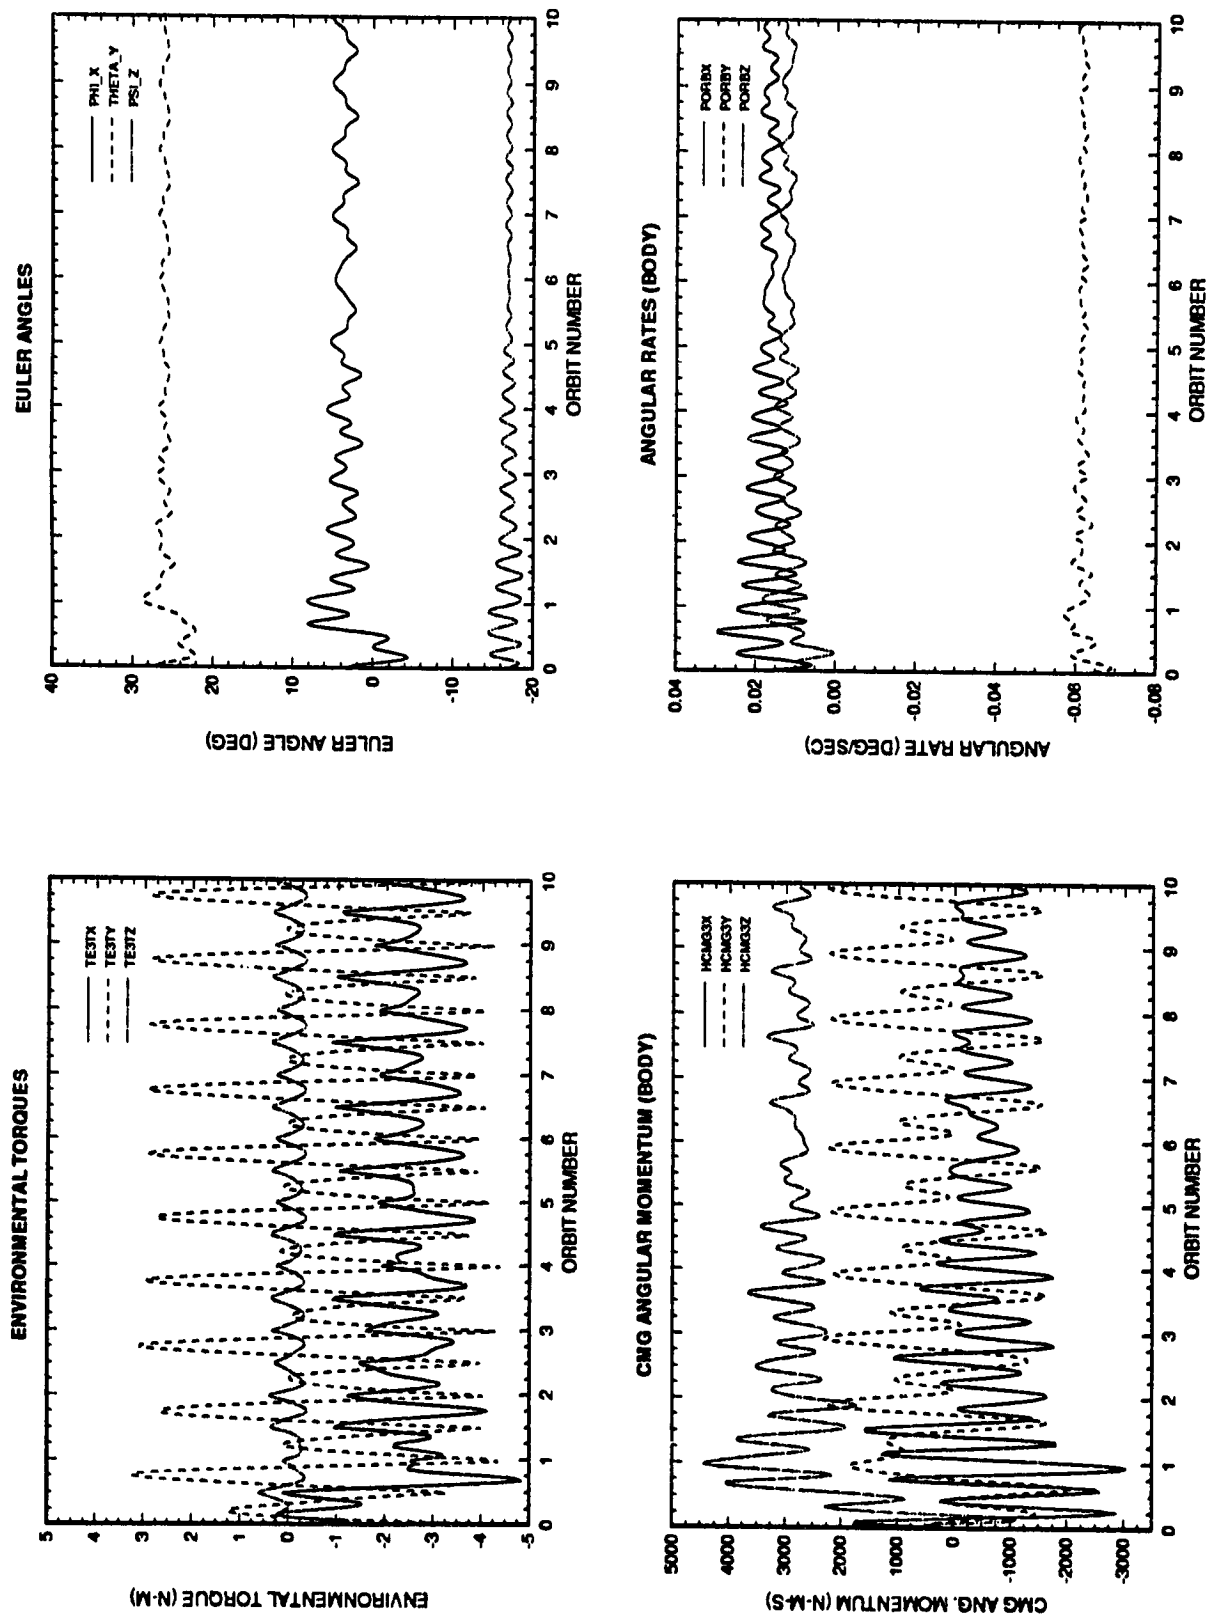 ENVIRONMENTAL TORQUES
TE3TX
TE3TY
TE3TZ
ENVIRONMENTAL TORQUE (N-M)
5
4
3
2
1
0
-1
-2
-3
-4
-5
0 1 2 3 4 5 6 7 8 9 10
ORBIT NUMBER
EULER ANGLES
PHI_X
THETA_Y
PSI_Z
EULER ANGLE (DEG)
40
30
20
10
0
-10
-20
0 1 2 3 4 5 6 7 8 9 10
ORBIT NUMBER
CMG ANGULAR MOMENTUM (BODY)
HCMG3X
HCMG3Y
HCMG3Z
CMG ANG. MOMENTUM (N-M-S)
5000
4000
3000
2000
1000
0
-1000
-2000
-3000
0 1 2 3 4 5 6 7 8 9 10
ORBIT NUMBER
ANGULAR RATES (BODY)
PORBX
PORBY
PORBZ
ANGULAR RATE (DEG/SEC)
0.04
0.02
0.00
-0.02
-0.04
-0.06
-0.08
0 1 2 3 4 5 6 7 8 9 10
ORBIT NUMBER